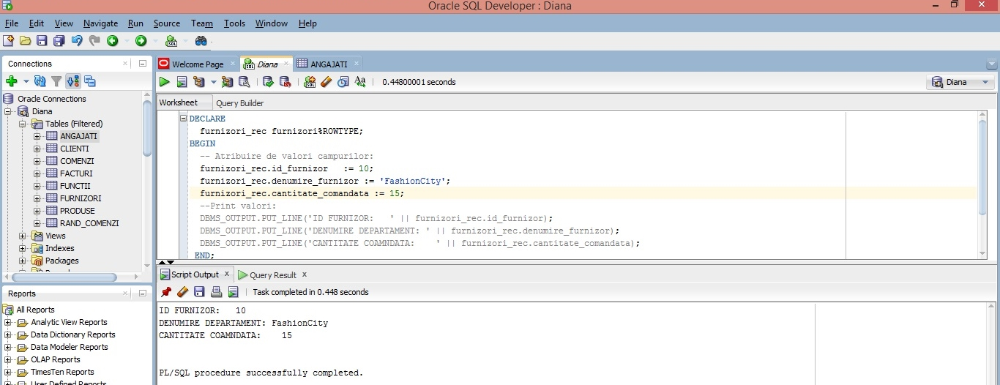 Oracle SQL Developer : Diana
File Edit View Navigate Run Source Team Tools Window Help
Connections
Welcome Page
Diana
ANGAJATI
0.44800001 seconds
Diana
Worksheet
Query Builder
Oracle Connections
Diana
Tables (Filtered)
ANGAJATI
CLIENTI
COMENZI
FACTURI
FUNCTII
FURNIZORI
PRODUSE
RAND_COMENZI
Views
Indexes
Packages
DECLARE
furnizori_rec furnizori%ROWTYPE;
BEGIN
-- Atribuire de valori campurilor:
furnizori_rec.id_furnizor   := 10;
furnizori_rec.denumire_furnizor := 'FashionCity';
furnizori_rec.cantitate_comandata := 15;
--Print valori:
DBMS_OUTPUT.PUT_LINE('ID FURNIZOR:   ' || furnizori_rec.id_furnizor);
DBMS_OUTPUT.PUT_LINE('DENUMIRE DEPARTAMENT: ' || furnizori_rec.denumire_furnizor);
DBMS_OUTPUT.PUT_LINE('CANTITATE COAMNDATA:    ' || furnizori_rec.cantitate_comandata);
END;
Script Output x
Query Result x
Task completed in 0.448 seconds
ID FURNIZOR:   10
DENUMIRE DEPARTAMENT: FashionCity
CANTITATE COAMNDATA:    15
PL/SQL procedure successfully completed.
Reports
All Reports
Analytic View Reports
Data Dictionary Reports
Data Modeler Reports
OLAP Reports
TimesTen Reports
User Defined Reports